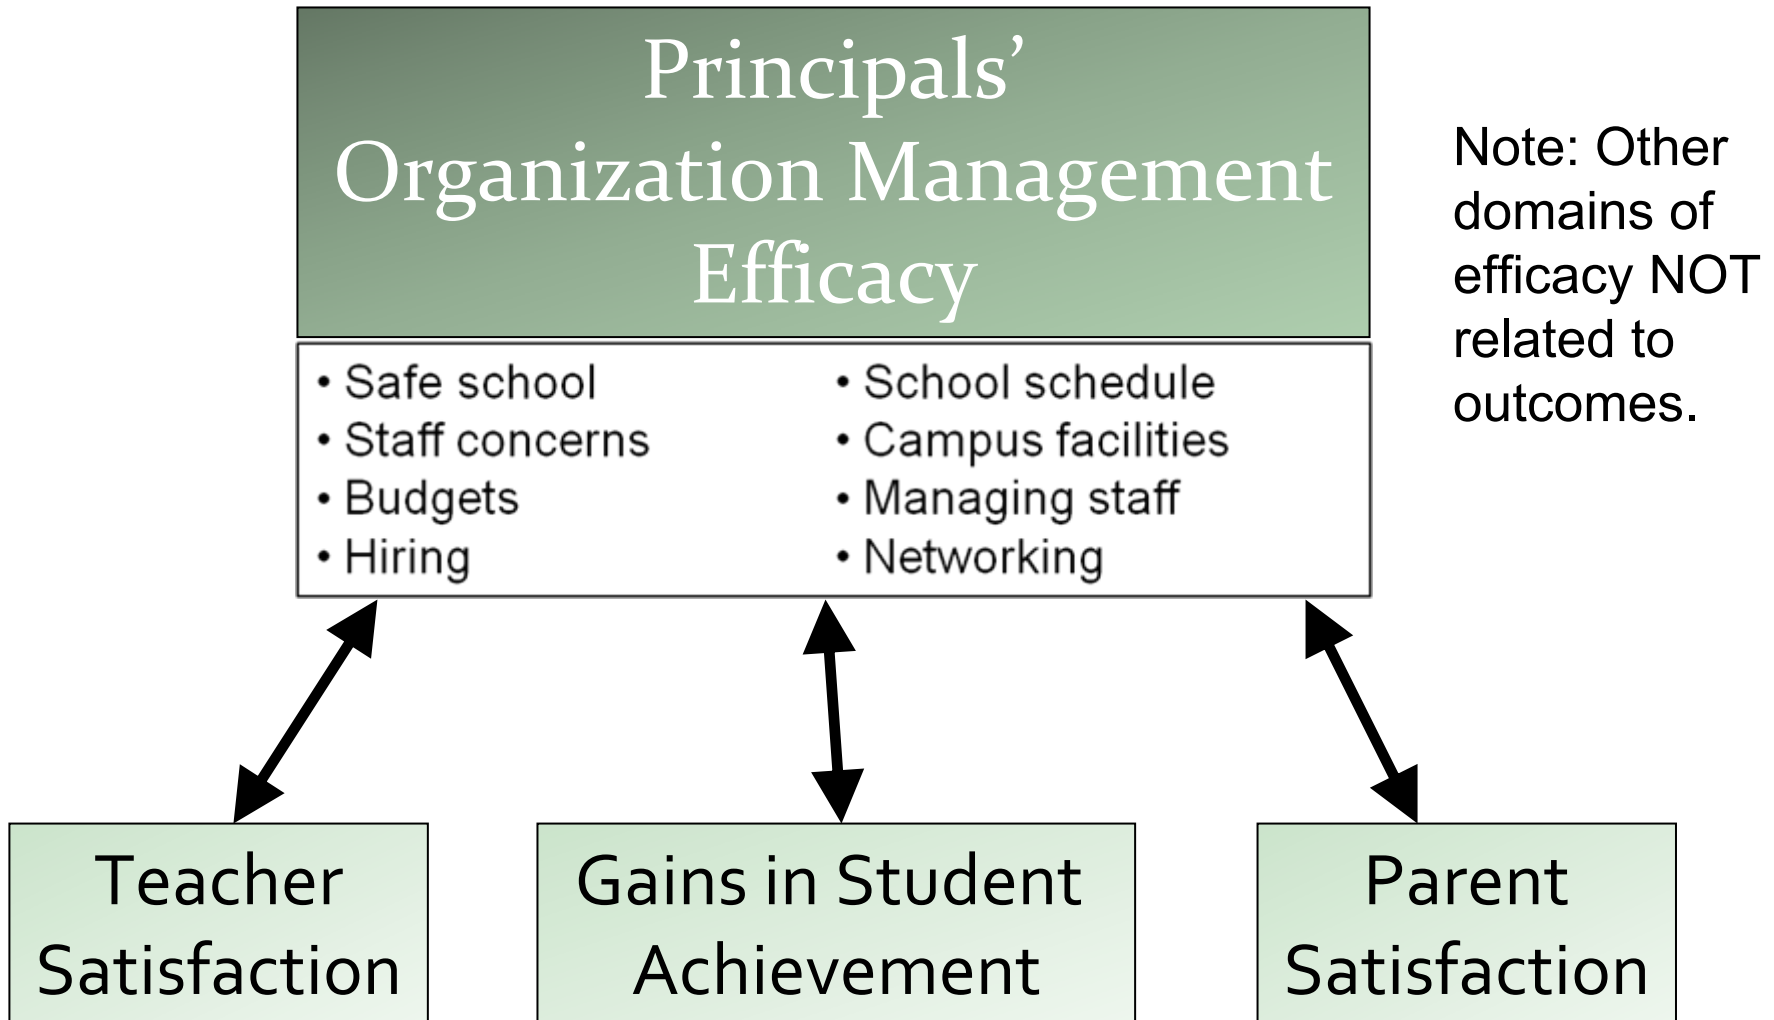 Principals’
Organization Management
Efficacy
Note: Other
domains of
efficacy NOT
related to
outcomes.
• Safe school
• Staff concerns
• Budgets
• Hiring
• School schedule
• Campus facilities
• Managing staff
• Networking
Teacher
Satisfaction
Gains in Student
Achievement
Parent
Satisfaction